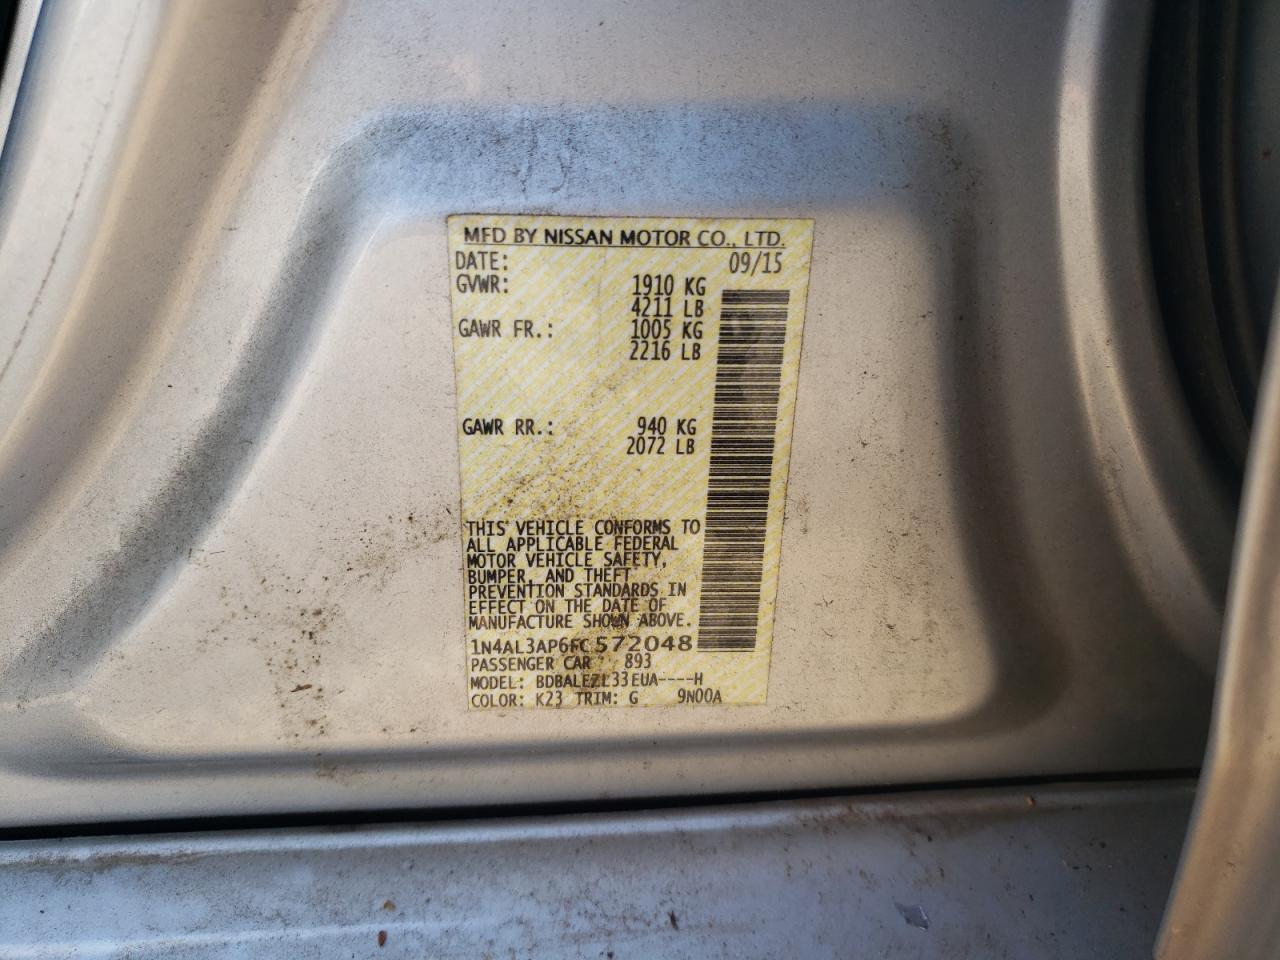 MFD BY NISSAN MOTOR CO., LTD.
DATE: 09/15
GVWR: 1910 KG
4211 LB
GAWR FR.: 1005 KG
2216 LB
GAWR RR.: 940 KG
2072 LB
THIS VEHICLE CONFORMS TO
ALL APPLICABLE FEDERAL
MOTOR VEHICLE SAFETY,
BUMPER, AND THEFT
PREVENTION STANDARDS IN
EFFECT ON THE DATE OF
MANUFACTURE SHOWN ABOVE.
1N4AL3AP6FC572048
PASSENGER CAR 893
MODEL: BDBALEZL33EUA----H
COLOR: K23 TRIM: G 9N00A